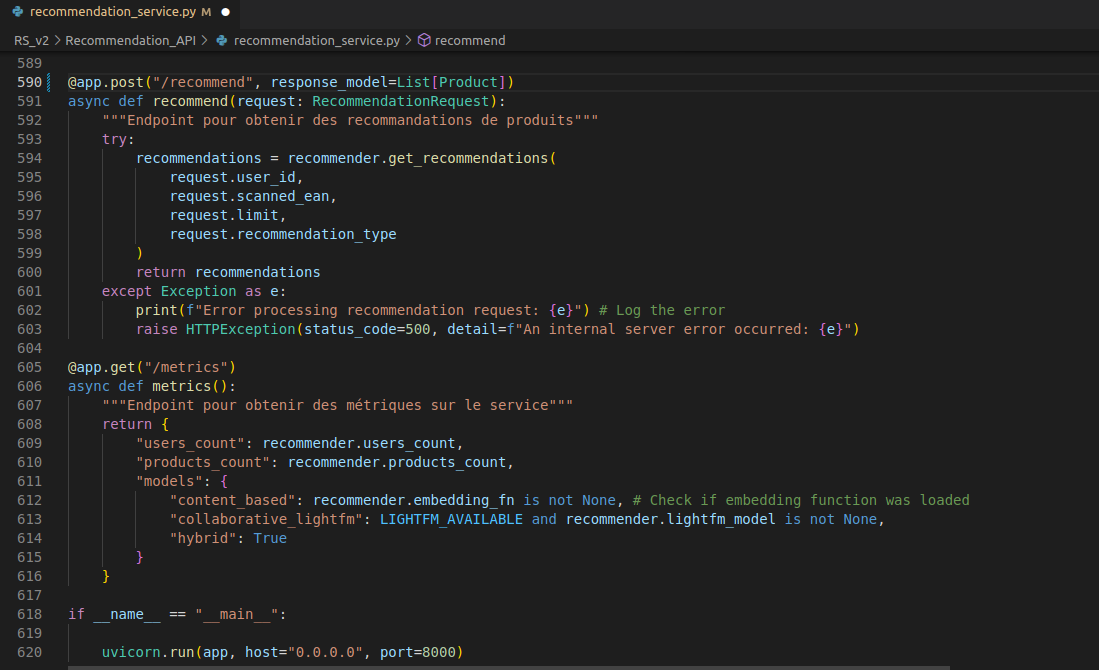 recommendation_service.py M ●
RS_v2 > Recommendation_API > recommendation_service.py > recommend
589
590 @app.post("/recommend", response_model=List[Product])
591 async def recommend(request: RecommendationRequest):
592     """Endpoint pour obtenir des recommandations de produits"""
593     try:
594         recommendations = recommender.get_recommendations(
595             request.user_id,
596             request.scanned_ean,
597             request.limit,
598             request.recommendation_type
599         )
600         return recommendations
601     except Exception as e:
602         print(f"Error processing recommendation request: {e}") # Log the error
603         raise HTTPException(status_code=500, detail=f"An internal server error occurred: {e}")
604
605 @app.get("/metrics")
606 async def metrics():
607     """Endpoint pour obtenir des métriques sur le service"""
608     return {
609         "users_count": recommender.users_count,
610         "products_count": recommender.products_count,
611         "models": {
612             "content_based": recommender.embedding_fn is not None, # Check if embedding function was loaded
613             "collaborative_lightfm": LIGHTFM_AVAILABLE and recommender.lightfm_model is not None,
614             "hybrid": True
615         }
616     }
617
618 if __name__ == "__main__":
619
620     uvicorn.run(app, host="0.0.0.0", port=8000)